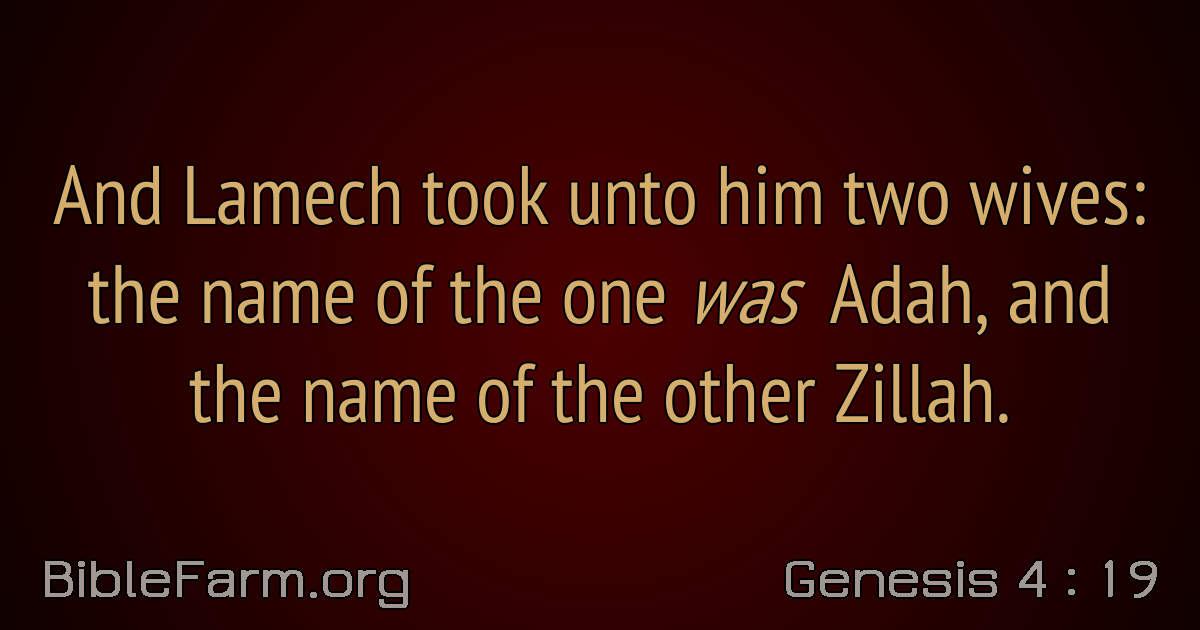 And Lamech took unto him two wives:
the name of the one was Adah, and
the name of the other Zillah.
BibleFarm.org
Genesis 4 : 19